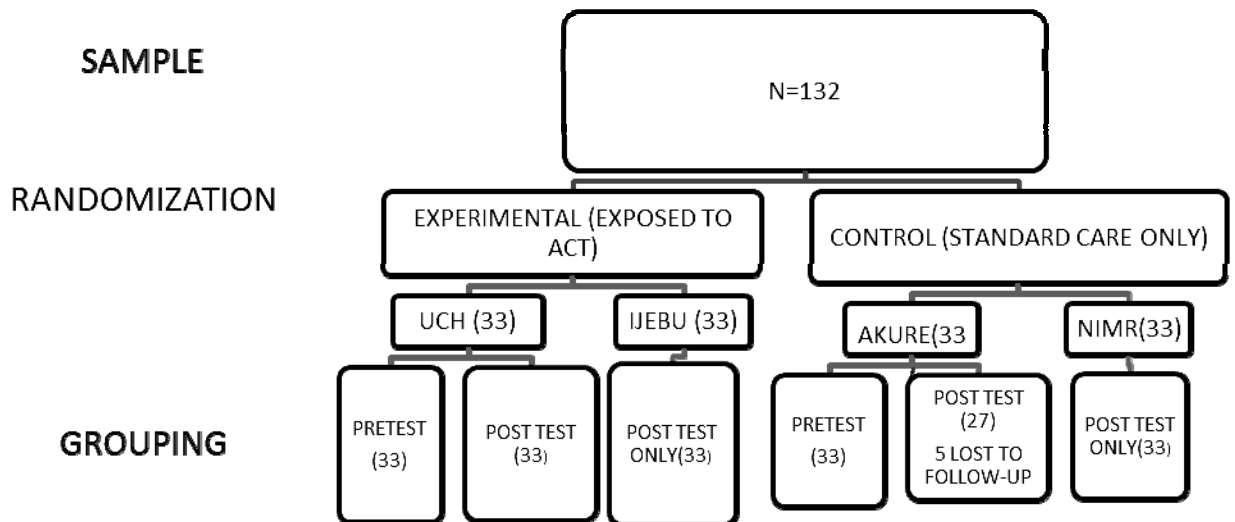 SAMPLE
N=132
RANDOMIZATION
EXPERIMENTAL (EXPOSED TO
ACT)
CONTROL (STANDARD CARE ONLY)
UCH (33)
IJEBU (33)
AKURE(33
NIMR(33)
GROUPING
PRETEST
(33)
POST TEST
(33)
POST TEST
ONLY(33)
PRETEST
(33)
POST TEST
(27)
5 LOST TO
FOLLOW-UP
POST TEST
ONLY(33)